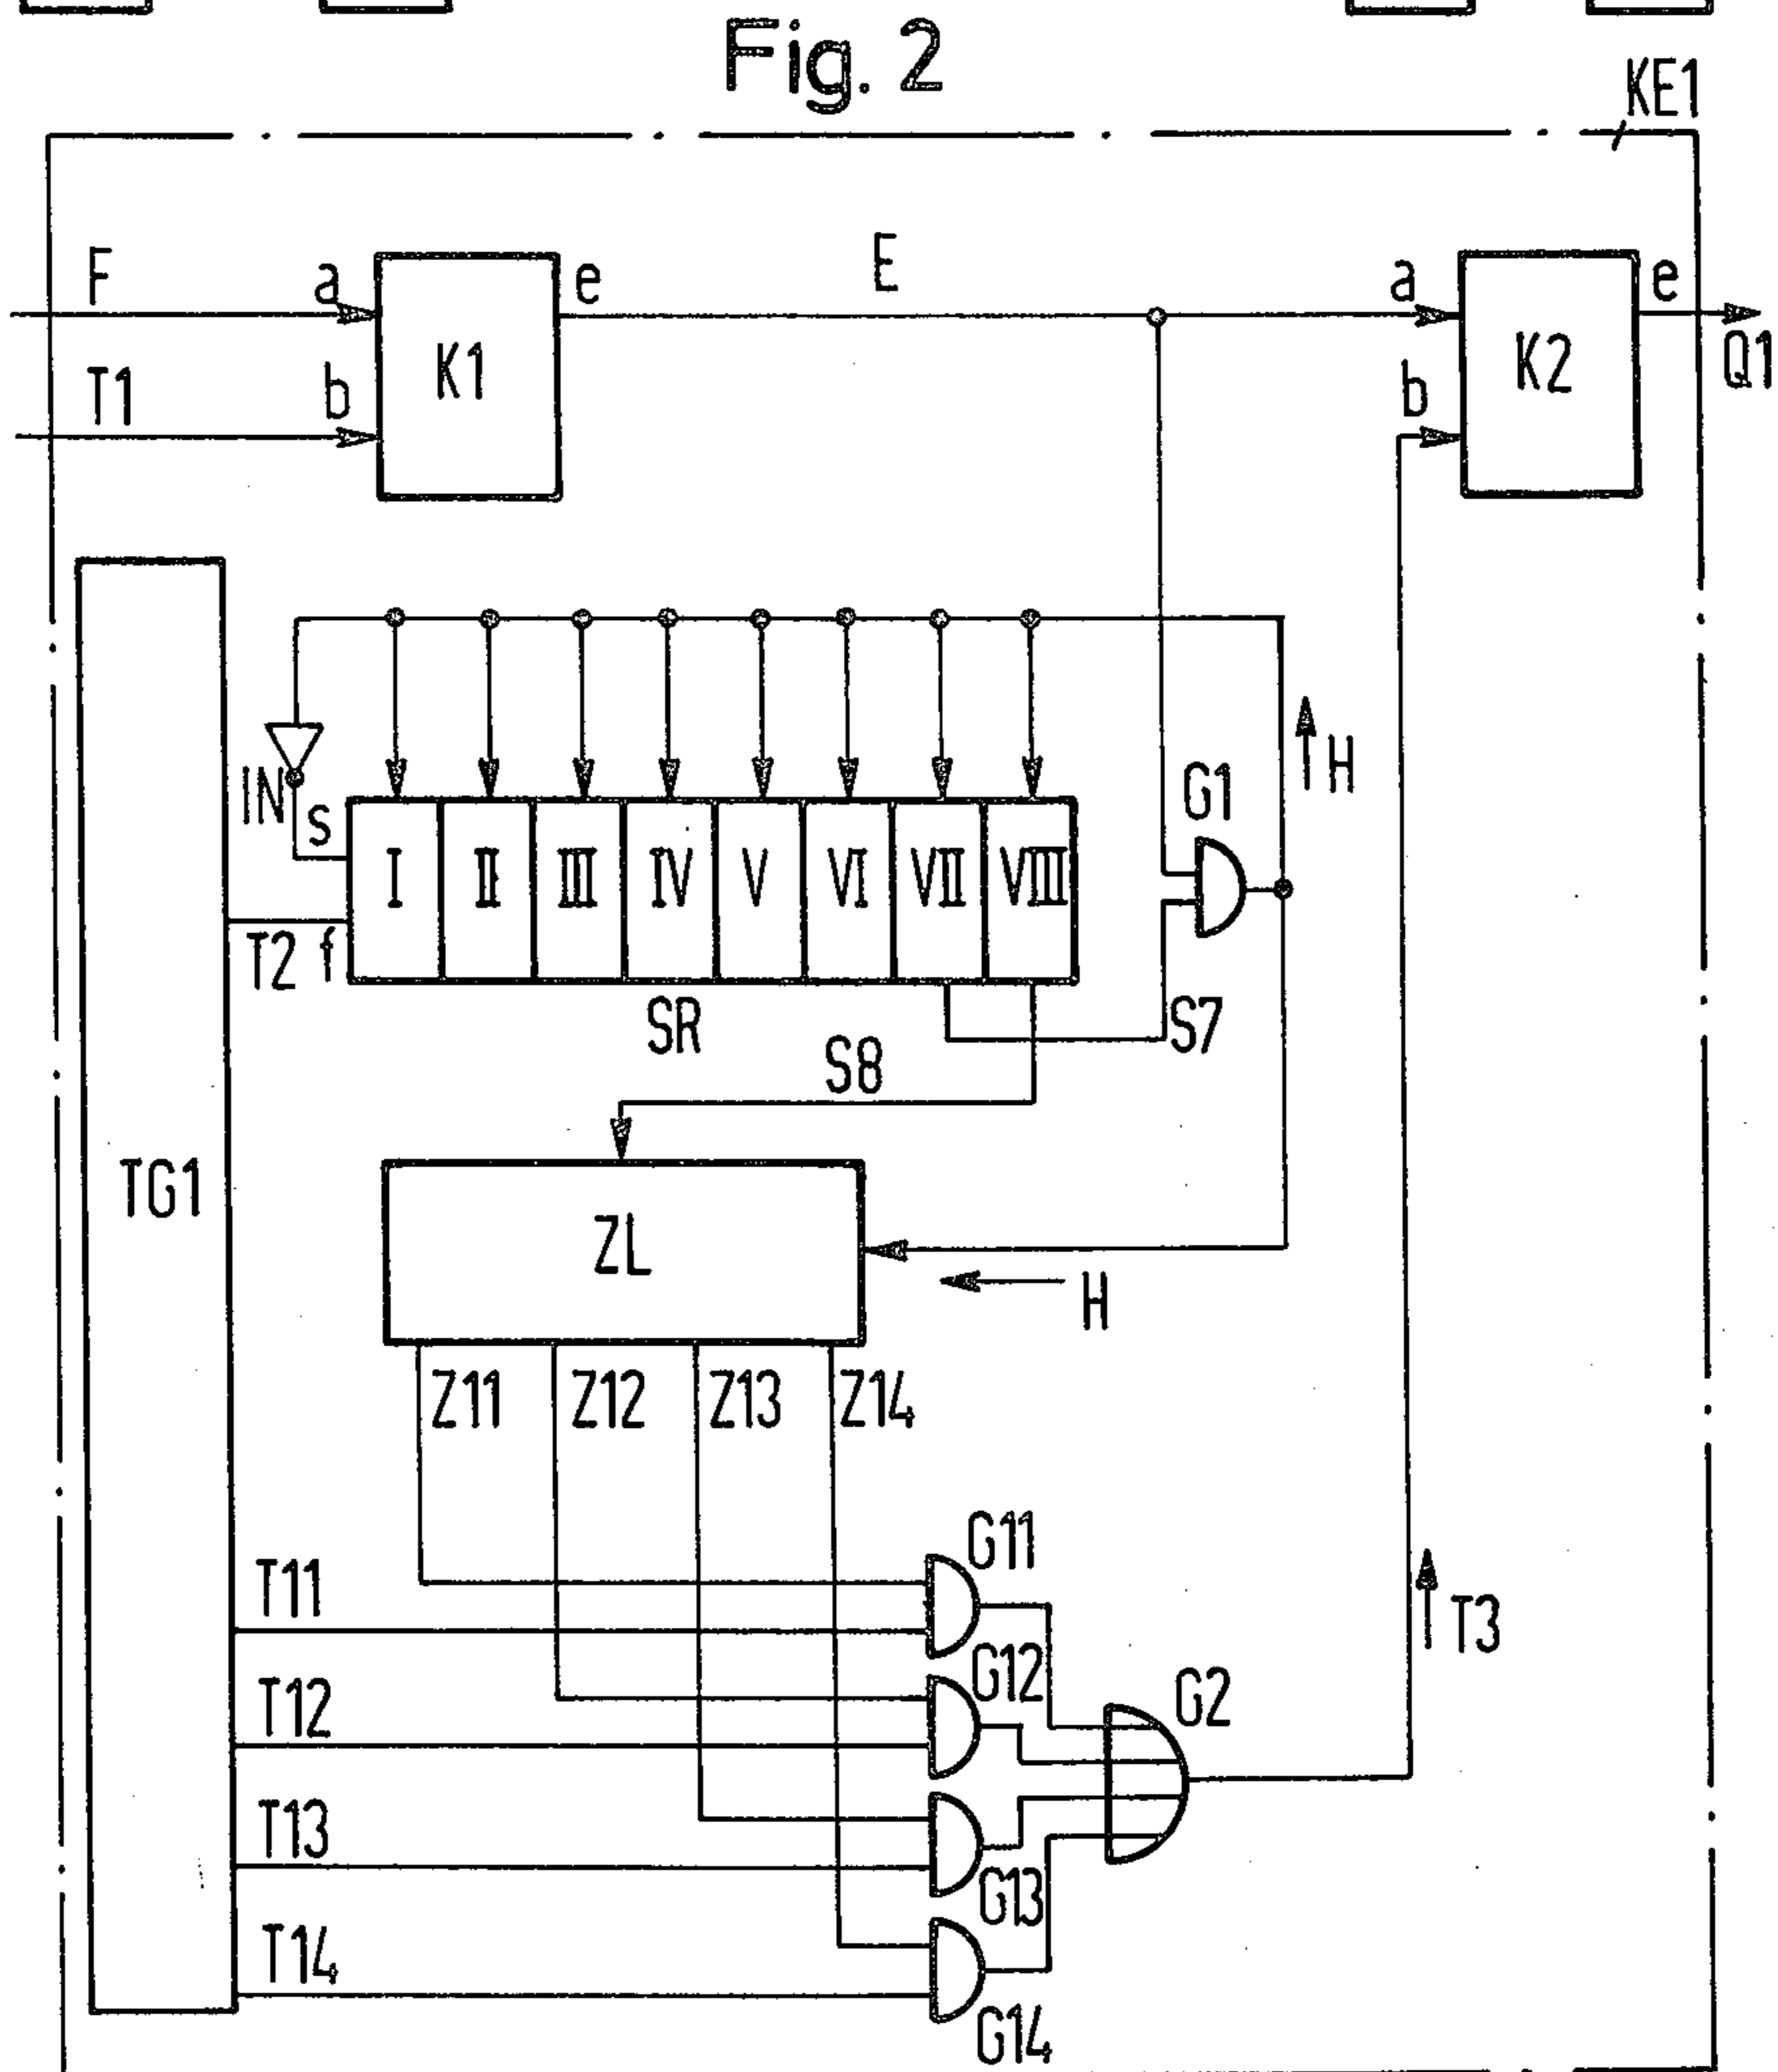 Fig. 2
KE1
F a e E a e
K1 K2
T1 b b Q1
H
IN s G1
I II III IV V VI VII VIII
T2 f
SR S7
S8
TG1
ZL
H
Z11 Z12 Z13 Z14
G11
T11 T3
G12
T12 G2
T13
G13
T14
G14